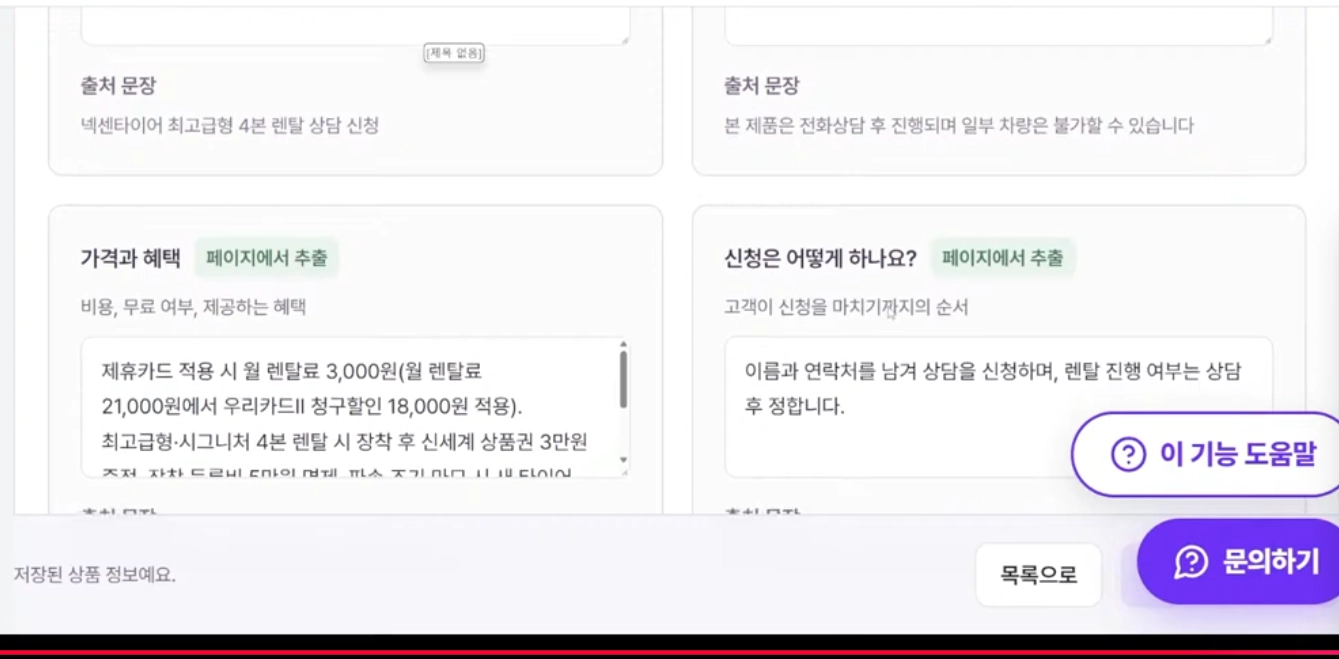 [제목 없음]
출처 문장
넥센타이어 최고급형 4본 렌탈 상담 신청
출처 문장
본 제품은 전화상담 후 진행되며 일부 차량은 불가할 수 있습니다
가격과 혜택 페이지에서 추출
비용, 무료 여부, 제공하는 혜택
제휴카드 적용 시 월 렌탈료 3,000원(월 렌탈료
21,000원에서 우리카드II 청구할인 18,000원 적용).
최고급형·시그니처 4본 렌탈 시 장착 후 신세계 상품권 3만원
신청은 어떻게 하나요? 페이지에서 추출
고객이 신청을 마치기까지의 순서
이름과 연락처를 남겨 상담을 신청하며, 렌탈 진행 여부는 상담
후 정합니다.
이 기능 도움말
저장된 상품 정보예요.
목록으로
문의하기